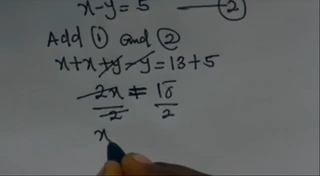 x-y=5 — ②
Add ① and ②
x+x+y-y=13+5
2x/2 = 18/2
x